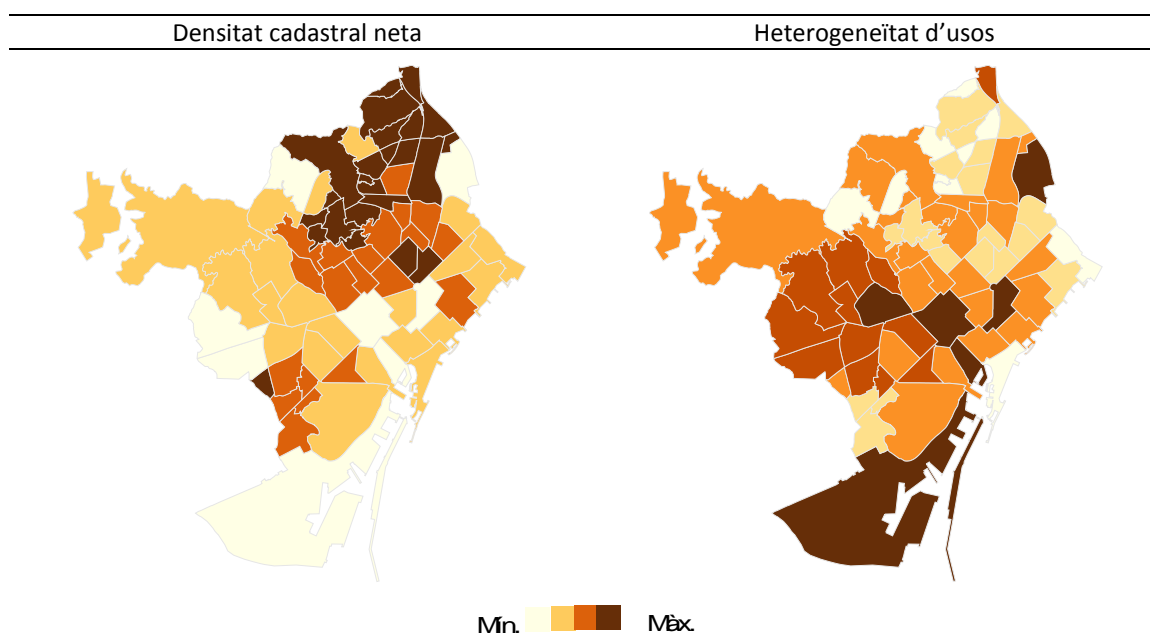 Densitat cadastral neta
Heterogeneïtat d’usos
Mín. Màx.